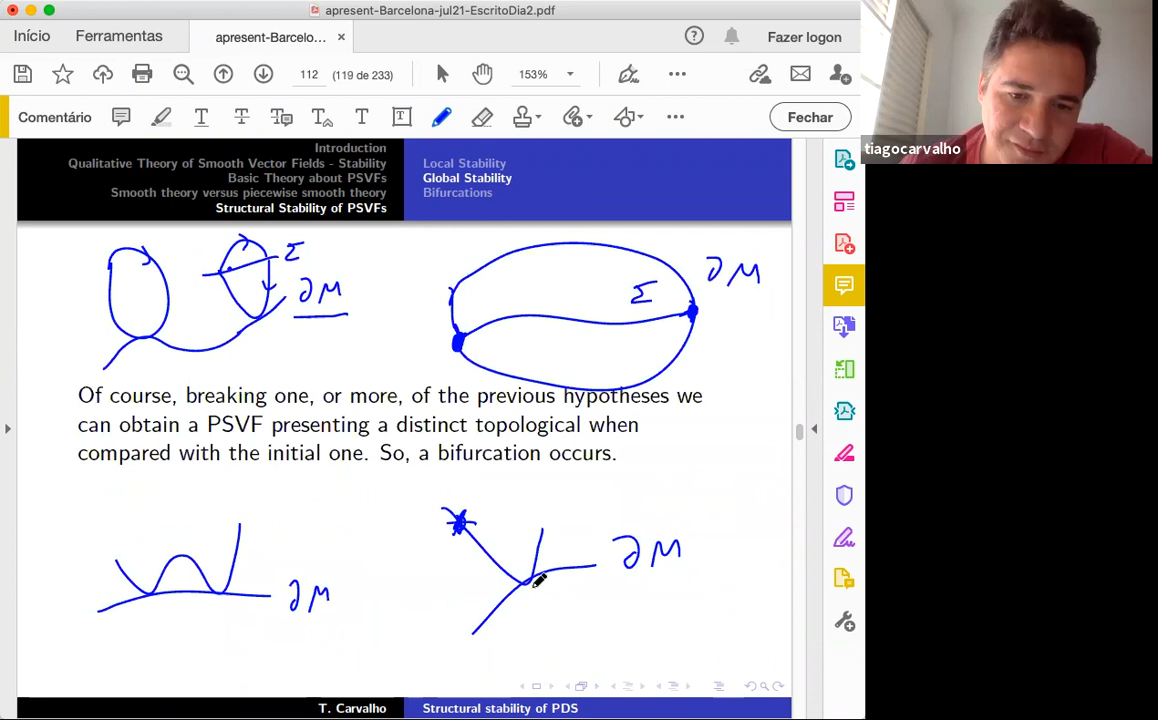 present-Barcelona-jul21-EscritoDia2.pdf
Início
Ferramentas
apresent-Barcelo...
Fazer logon
112
(119 de 233)
153%
Comentário
Fechar
tiagocarvalho
Introduction
Qualitative Theory of Smooth Vector Fields - Stability
Basic Theory about PSVFs
Smooth theory versus piecewise smooth theory
Structural Stability of PSVFs
Local Stability
Global Stability
Bifurcations
Σ
∂M
Σ
∂M
Of course, breaking one, or more, of the previous hypotheses we
can obtain a PSVF presenting a distinct topological when
compared with the initial one. So, a bifurcation occurs.
∂M
∂M
T. Carvalho
Structural stability of PDS